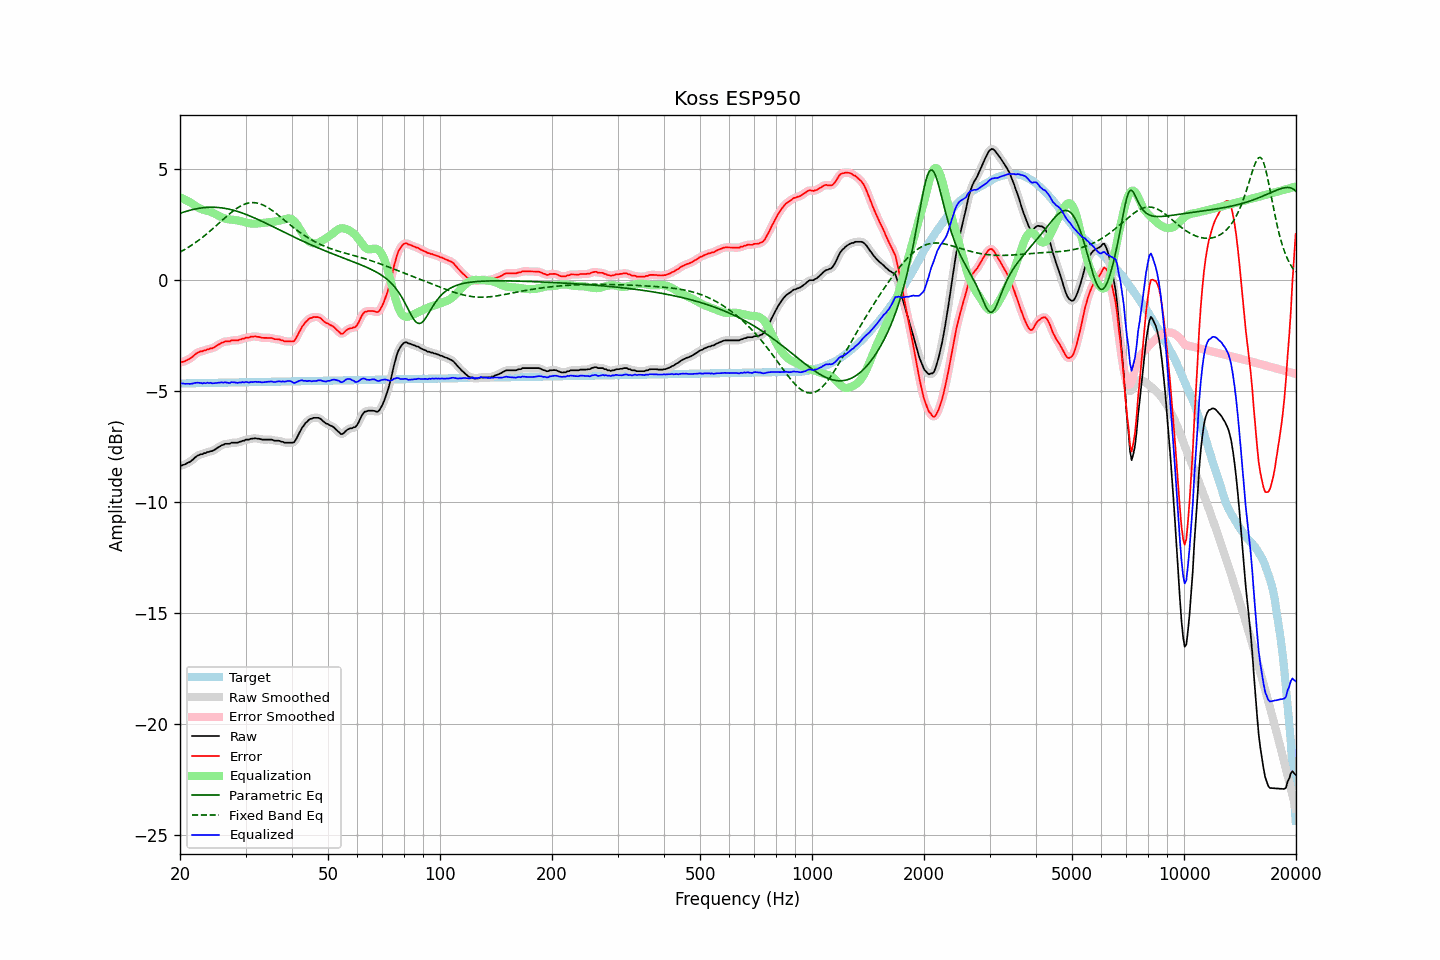 Koss ESP950
Amplitude (dBr)
5
0
−5
−10
−15
−20
−25
Target
Raw Smoothed
Error Smoothed
Raw
Error
Equalization
Parametric Eq
Fixed Band Eq
Equalized
20 50 100 200 500 1000 2000 5000 10000 20000
Frequency (Hz)